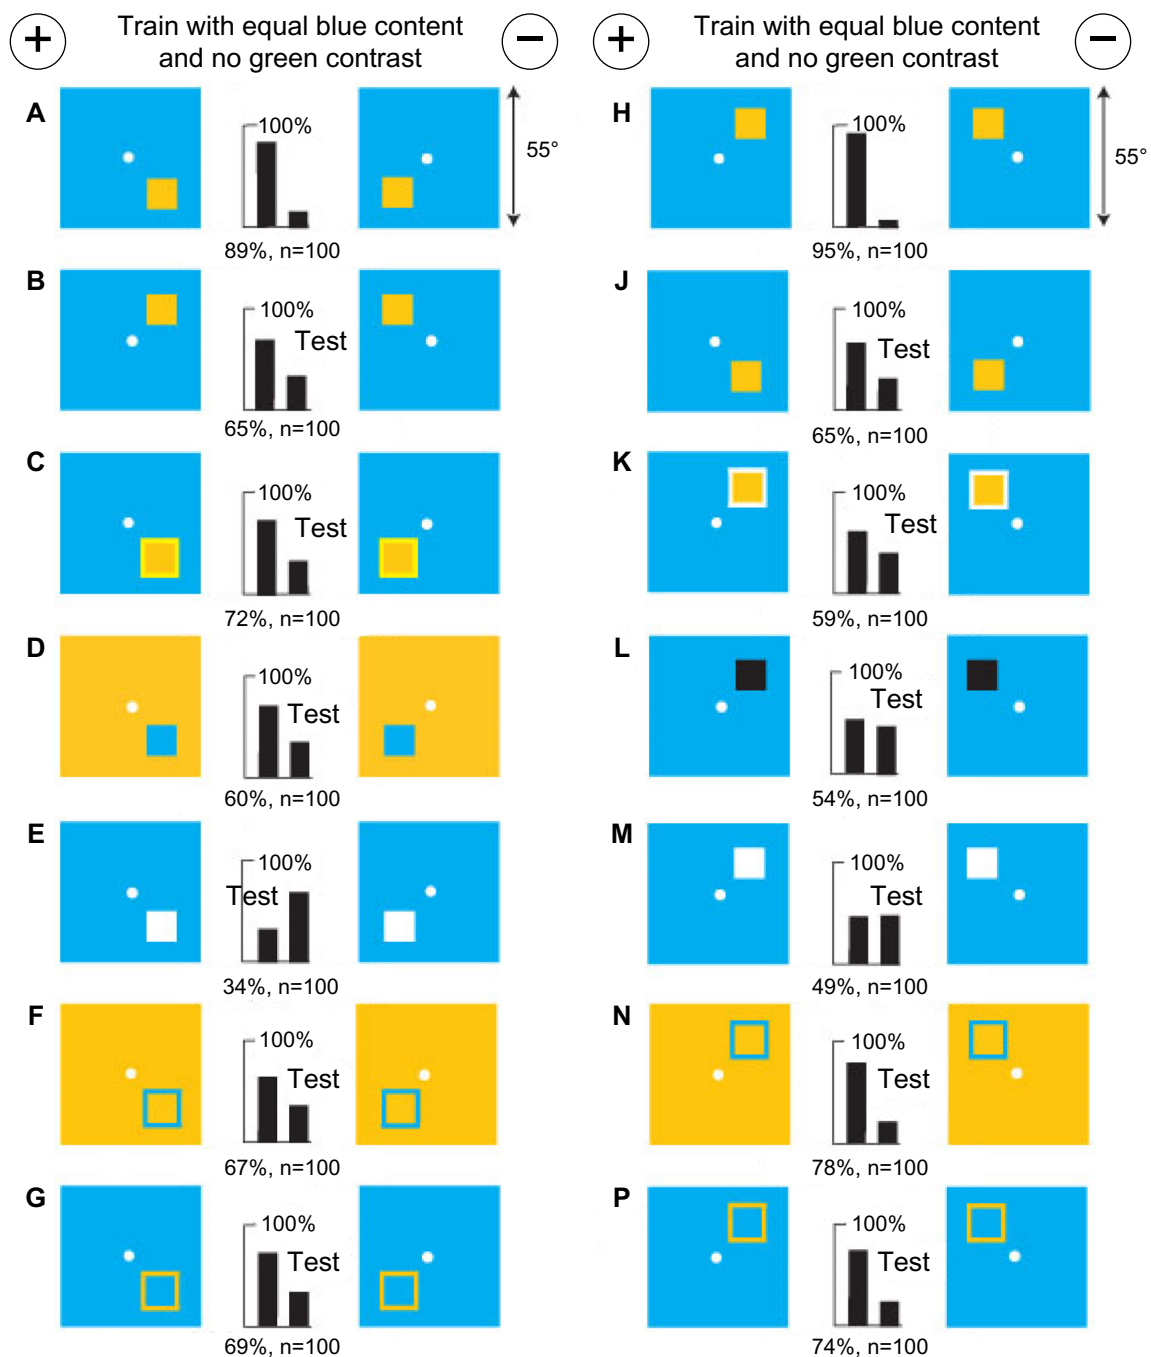 +
Train with equal blue content
and no green contrast
−
A
100%
55°
89%, n=100
B
100%
Test
65%, n=100
C
100%
Test
72%, n=100
D
100%
Test
60%, n=100
E
100%
Test
34%, n=100
F
100%
Test
67%, n=100
G
100%
Test
69%, n=100
+
Train with equal blue content
and no green contrast
−
H
100%
55°
95%, n=100
J
100%
Test
65%, n=100
K
100%
Test
59%, n=100
L
100%
Test
54%, n=100
M
100%
Test
49%, n=100
N
100%
Test
78%, n=100
P
100%
Test
74%, n=100